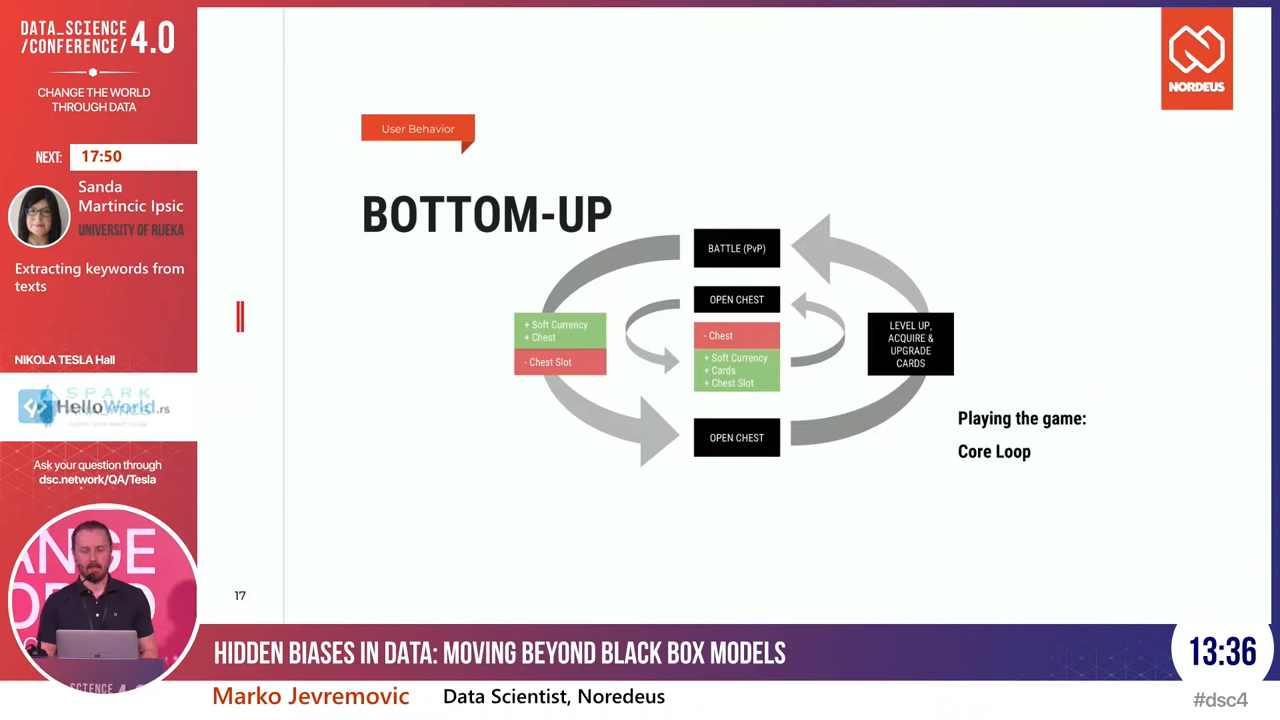 DATA_SCIENCE
/CONFERENCE/ 4.0
CHANGE THE WORLD
THROUGH DATA
NEXT: 17:50
Sanda
Martincic Ipsic
UNIVERSITY OF RIJEKA
Extracting keywords from
texts
NIKOLA TESLA Hall
SPARK
HelloWorld.rs
Ask your question through
dsc.network/QA/Tesla
17
NORDEUS
User Behavior
BOTTOM-UP
BATTLE (PvP)
OPEN CHEST
+ Soft Currency
+ Chest
- Chest Slot
- Chest
+ Soft Currency
+ Cards
+ Chest Slot
LEVEL UP,
ACQUIRE &
UPGRADE
CARDS
OPEN CHEST
Playing the game:
Core Loop
HIDDEN BIASES IN DATA: MOVING BEYOND BLACK BOX MODELS
13:36
Marko Jevremovic Data Scientist, Noredeus
#dsc4